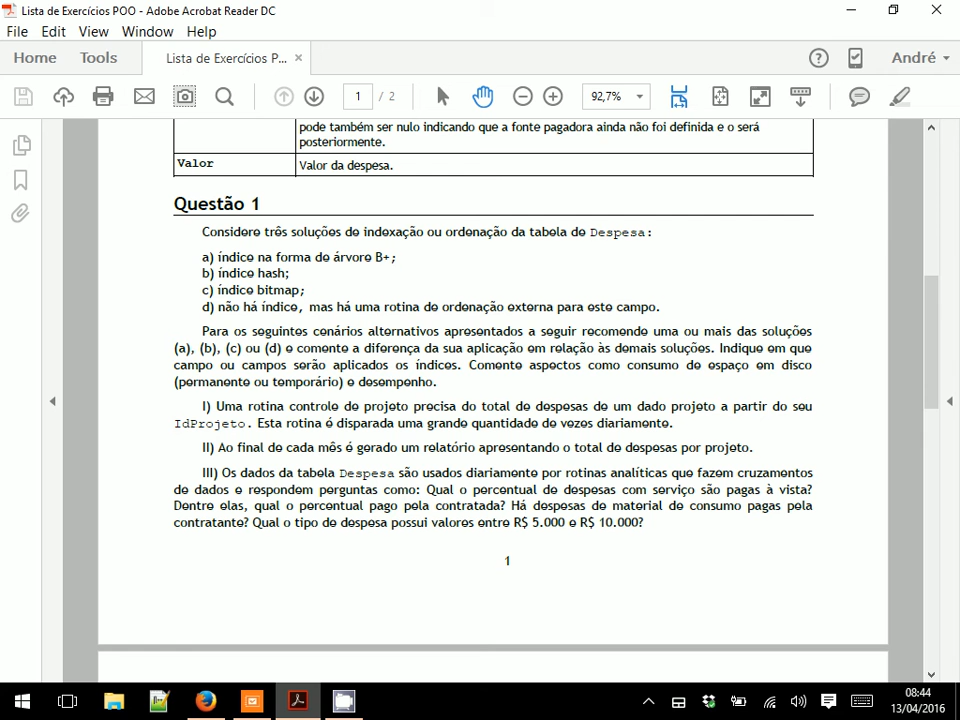 Lista de Exercícios POO - Adobe Acrobat Reader DC
File Edit View Window Help
Home Tools Lista de Exercícios P... × André
1 / 2 92,7%
pode também ser nulo indicando que a fonte pagadora ainda não foi definida e o será
posteriormente.
Valor Valor da despesa.
Questão 1
Considere três soluções de indexação ou ordenação da tabela de Despesa:
a) índice na forma de árvore B+;
b) índice hash;
c) índice bitmap;
d) não há índice, mas há uma rotina de ordenação externa para este campo.
Para os seguintes cenários alternativos apresentados a seguir recomende uma ou mais das soluções
(a), (b), (c) ou (d) e comente a diferença da sua aplicação em relação às demais soluções. Indique em que
campo ou campos serão aplicados os índices. Comente aspectos como consumo de espaço em disco
(permanente ou temporário) e desempenho.
I) Uma rotina controle de projeto precisa do total de despesas de um dado projeto a partir do seu
IdProjeto. Esta rotina é disparada uma grande quantidade de vezes diariamente.
II) Ao final de cada mês é gerado um relatório apresentando o total de despesas por projeto.
III) Os dados da tabela Despesa são usados diariamente por rotinas analíticas que fazem cruzamentos
de dados e respondem perguntas como: Qual o percentual de despesas com serviço são pagas à vista?
Dentre elas, qual o percentual pago pela contratada? Há despesas de material de consumo pagas pela
contratante? Qual o tipo de despesa possui valores entre R$ 5.000 e R$ 10.000?
1
08:44
13/04/2016